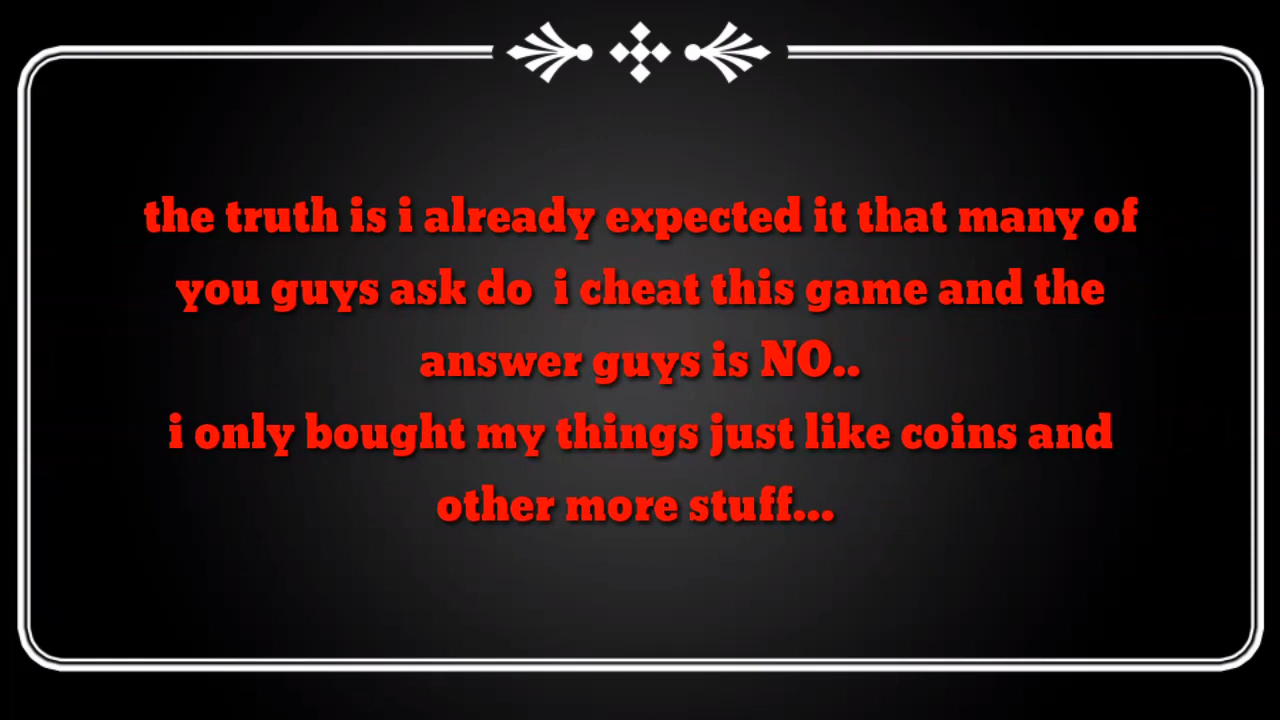 the truth is i already expected it that many of
you guys ask do i cheat this game and the
answer guys is NO..
i only bought my things just like coins and
other more stuff...